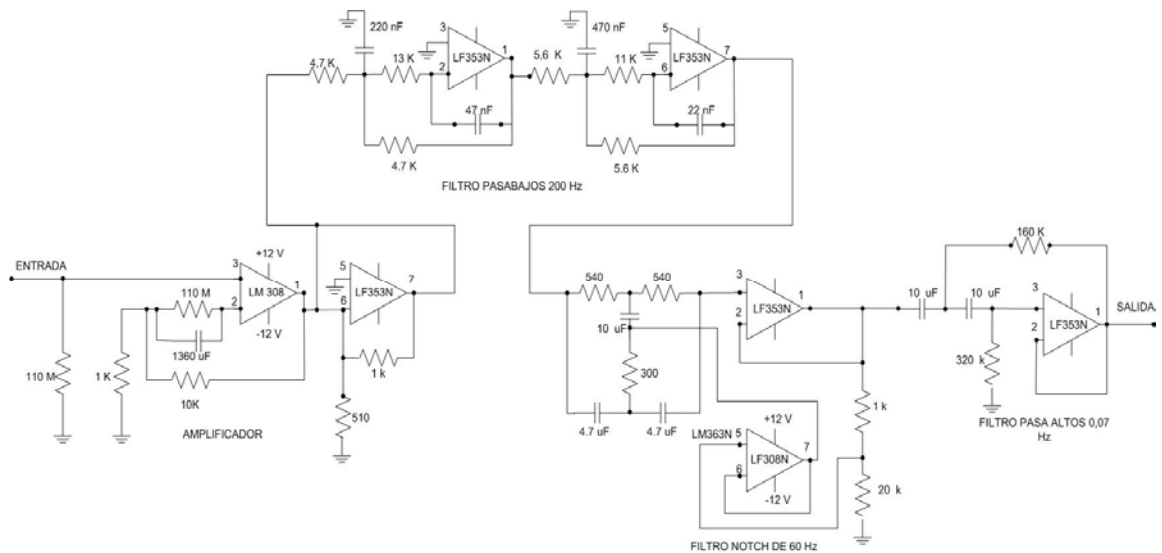 220 nF
470 nF
3
LF353N
1
5
LF353N
7
4.7 K
13 K
2
5.6 K
11 K
6
47 nF
22 nF
4.7 K
5.6 K
FILTRO PASABAJOS 200 Hz
ENTRADA
+12 V
3
LM 308
1
5
LF353N
7
110 M
2
6
-12 V
1360 uF
110 M
1 K
10K
1 k
510
AMPLIFICADOR
540
540
3
LF353N
1
2
10 uF
300
4.7 uF
4.7 uF
LM363N
+12 V
5
LF308N
7
6
-12 V
1 k
20 k
FILTRO NOTCH DE 60 Hz
160 K
10 uF
10 uF
3
LF353N
1
2
SALIDA
320 k
FILTRO PASA ALTOS 0,07
Hz